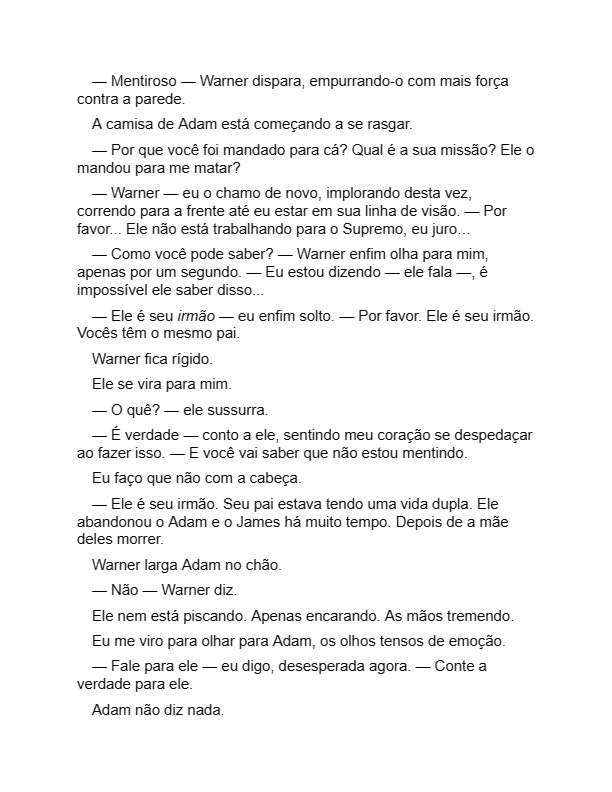 — Mentiroso — Warner dispara, empurrando-o com mais força
contra a parede.
A camisa de Adam está começando a se rasgar.
— Por que você foi mandado para cá? Qual é a sua missão? Ele o
mandou para me matar?
— Warner — eu o chamo de novo, implorando desta vez,
correndo para a frente até eu estar em sua linha de visão. — Por
favor... Ele não está trabalhando para o Supremo, eu juro…
— Como você pode saber? — Warner enfim olha para mim,
apenas por um segundo. — Eu estou dizendo — ele fala —, é
impossível ele saber disso...
— Ele é seu irmão — eu enfim solto. — Por favor. Ele é seu irmão.
Vocês têm o mesmo pai.
Warner fica rígido.
Ele se vira para mim.
— O quê? — ele sussurra.
— É verdade — conto a ele, sentindo meu coração se despedaçar
ao fazer isso. — E você vai saber que não estou mentindo.
Eu faço que não com a cabeça.
— Ele é seu irmão. Seu pai estava tendo uma vida dupla. Ele
abandonou o Adam e o James há muito tempo. Depois de a mãe
deles morrer.
Warner larga Adam no chão.
— Não — Warner diz.
Ele nem está piscando. Apenas encarando. As mãos tremendo.
Eu me viro para olhar para Adam, os olhos tensos de emoção.
— Fale para ele — eu digo, desesperada agora. — Conte a
verdade para ele.
Adam não diz nada.